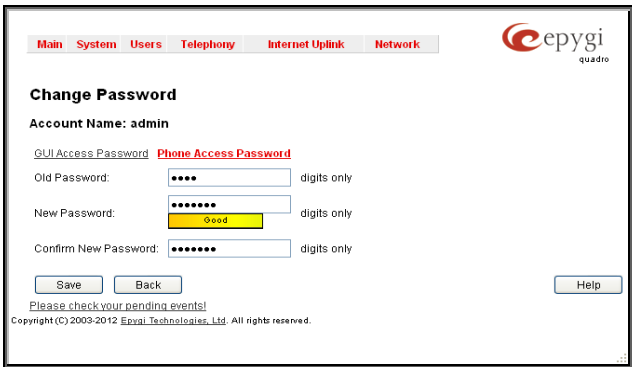 epygi
quadro
Main System Users Telephony Internet Uplink Network
Change Password
Account Name: admin
GUI Access Password Phone Access Password
Old Password: •••• digits only
New Password: ••••••• digits only
Good
Confirm New Password: ••••••• digits only
Save Back Help
Please check your pending events!
Copyright (C) 2003-2012 Epygi Technologies, Ltd. All rights reserved.